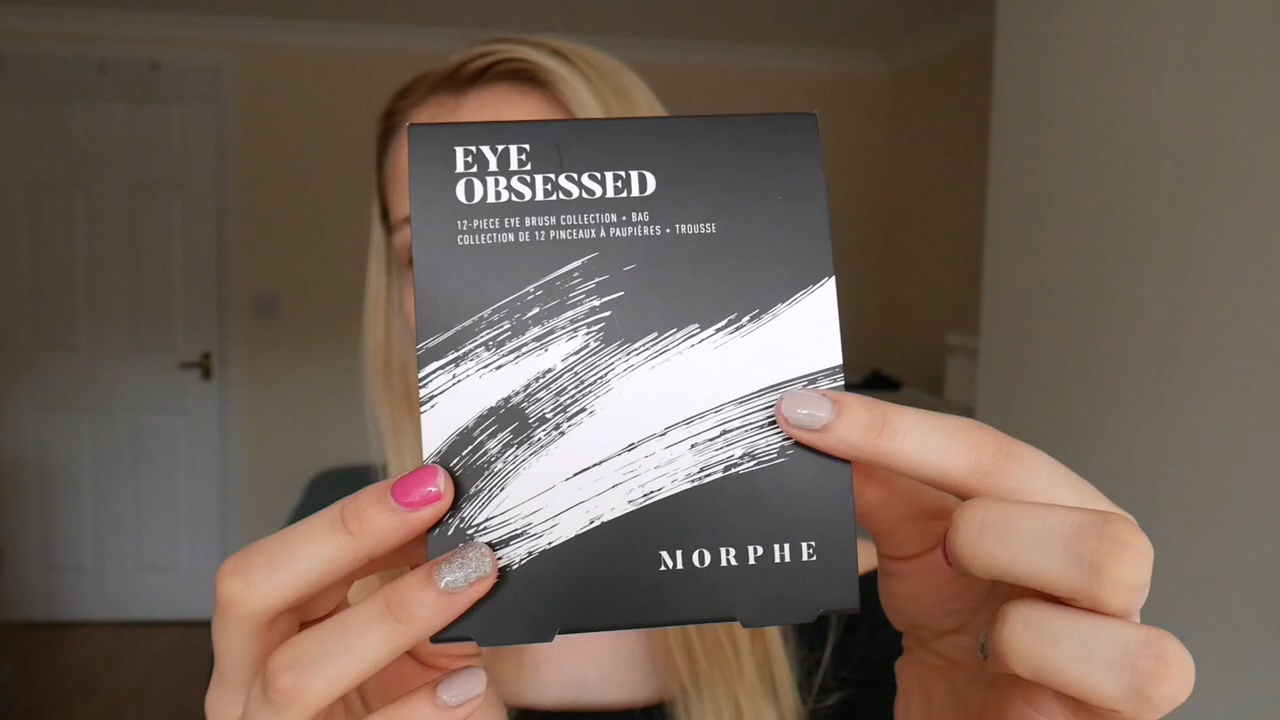 EYE
OBSESSED
12-PIECE EYE BRUSH COLLECTION + BAG
COLLECTION DE 12 PINCEAUX À PAUPIÈRES + TROUSSE
MORPHE